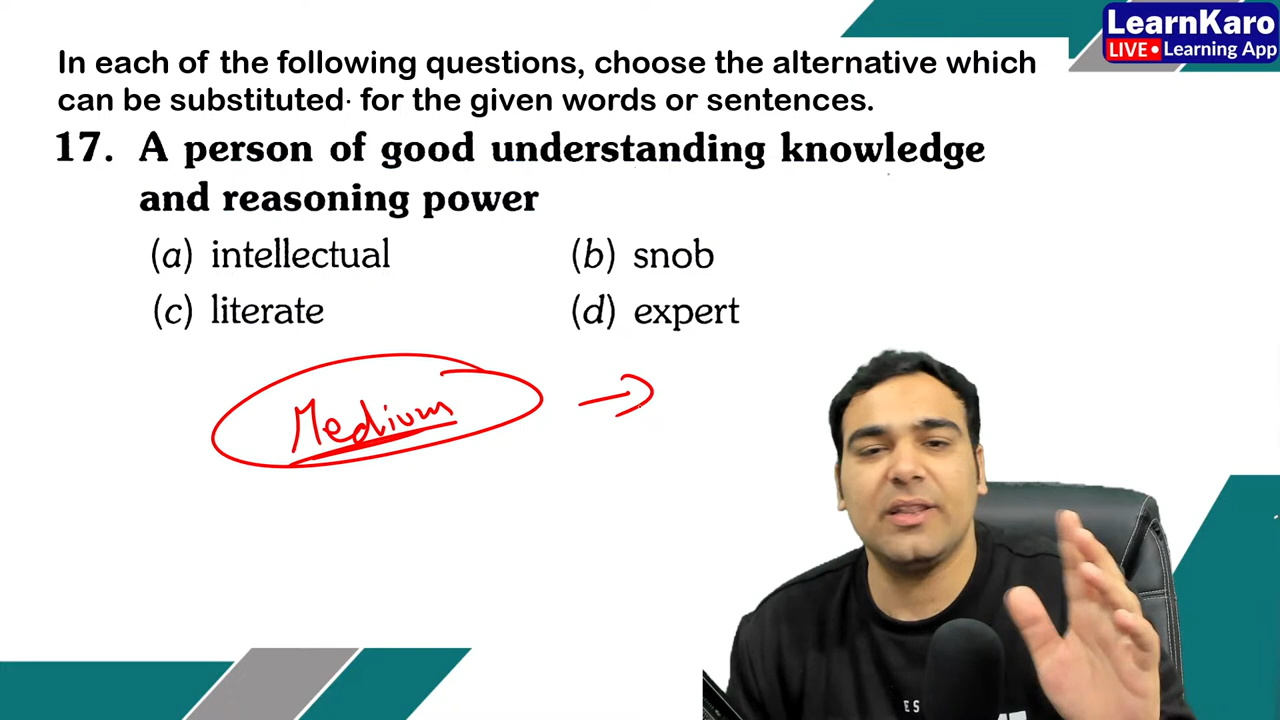 LearnKaro
LIVE • Learning App
In each of the following questions, choose the alternative which
can be substituted for the given words or sentences.
17. A person of good understanding knowledge
and reasoning power
(a) intellectual (b) snob
(c) literate (d) expert
Medium